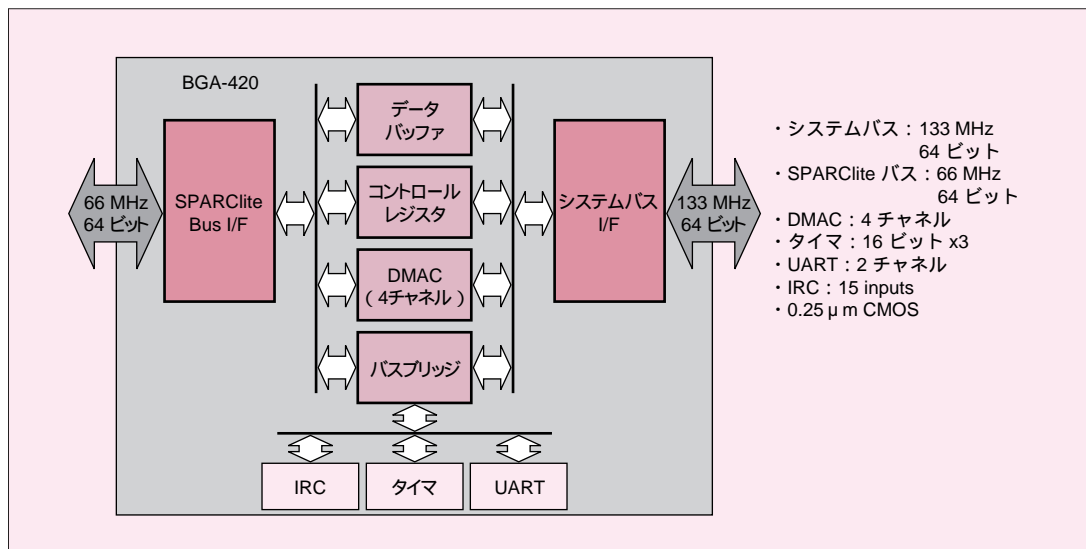 BGA-420
66 MHz
64 ビット
SPARClite
Bus I/F
データ
バッファ
コントロール
レジスタ
DMAC
（4チャネル）
バスブリッジ
システムバス
I/F
133 MHz
64 ビット
IRC
タイマ
UART
・システムバス：133 MHz
64 ビット
・SPARClite バス：66 MHz
64 ビット
・DMAC：4 チャネル
・タイマ：16 ビット x3
・UART：2 チャネル
・IRC：15 inputs
・0.25 μ m CMOS